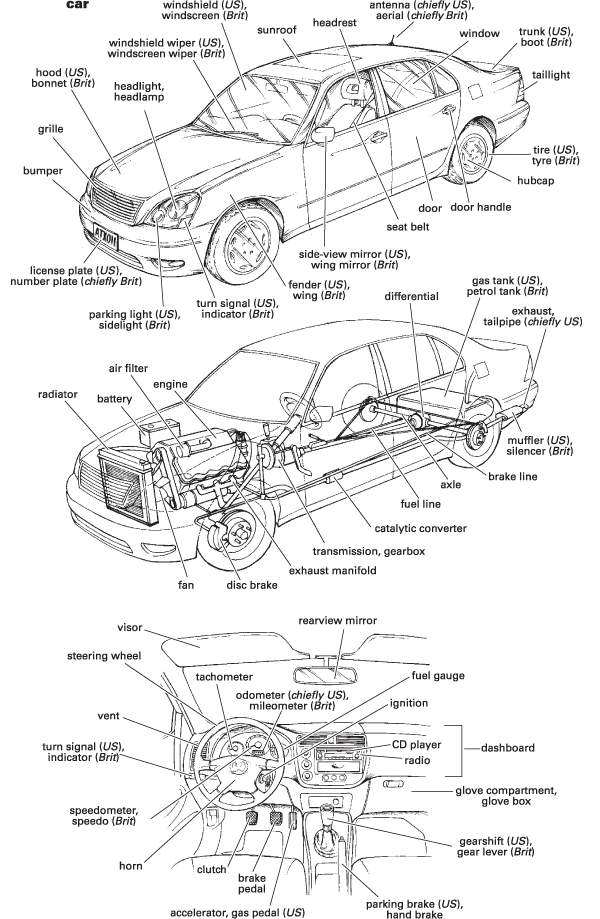 car
windshield (US),
windscreen (Brit)
antenna (chiefly US),
aerial (chiefly Brit)
headrest
sunroof
window
trunk (US),
boot (Brit)
windshield wiper (US),
windscreen wiper (Brit)
taillight
hood (US),
bonnet (Brit)
headlight,
headlamp
grille
tire (US),
tyre (Brit)
bumper
hubcap
door
door handle
seat belt
ATX011
side-view mirror (US),
wing mirror (Brit)
license plate (US),
number plate (chiefly Brit)
fender (US),
wing (Brit)
turn signal (US),
indicator (Brit)
parking light (US),
sidelight (Brit)
gas tank (US),
petrol tank (Brit)
differential
exhaust,
tailpipe (chiefly US)
air filter
engine
battery
radiator
muffler (US),
silencer (Brit)
brake line
axle
fuel line
catalytic converter
transmission, gearbox
exhaust manifold
fan
disc brake
visor
rearview mirror
steering wheel
tachometer
fuel gauge
odometer (chiefly US),
mileometer (Brit)
ignition
vent
turn signal (US),
indicator (Brit)
CD player
radio
dashboard
glove compartment,
glove box
speedometer,
speedo (Brit)
horn
clutch
brake
pedal
gearshift (US),
gear lever (Brit)
accelerator, gas pedal (US)
parking brake (US),
hand brake